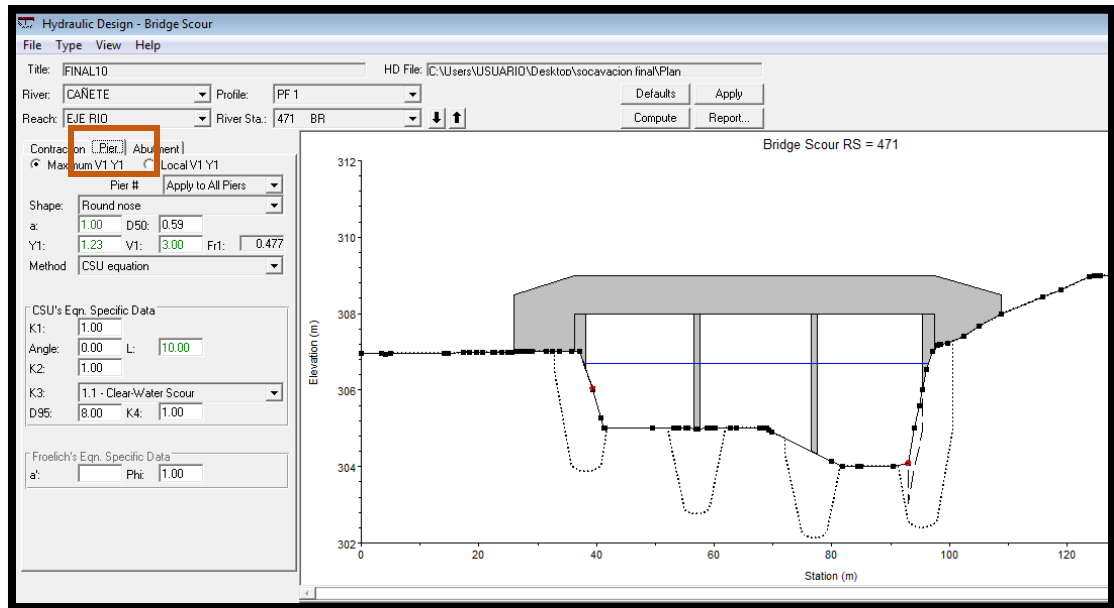 Hydraulic Design - Bridge Scour
File Type View Help
Title: FINAL10 HD File: C:\Users\USUARIO\Desktop\socavacion final\Plan
River: CAÑETE Profile: PF 1 Defaults Apply
Reach: EJE RIO River Sta.: 471 BR Compute Report...
Contraction Pier Abutment
Maximum V1 Y1 Local V1 Y1
Pier # Apply to All Piers
Shape: Round nose
a: 1.00 D50: 0.59
Y1: 1.23 V1: 3.00 Fr1: 0.477
Method CSU equation
CSU's Eqn. Specific Data
K1: 1.00
Angle: 0.00 L: 10.00
K2: 1.00
K3: 1.1 - Clear-Water Scour
D95: 8.00 K4: 1.00
Froelich's Eqn. Specific Data
a': Phi: 1.00
Bridge Scour RS = 471
312
310
308
306
304
302
Elevation (m)
0 20 40 60 80 100 120
Station (m)